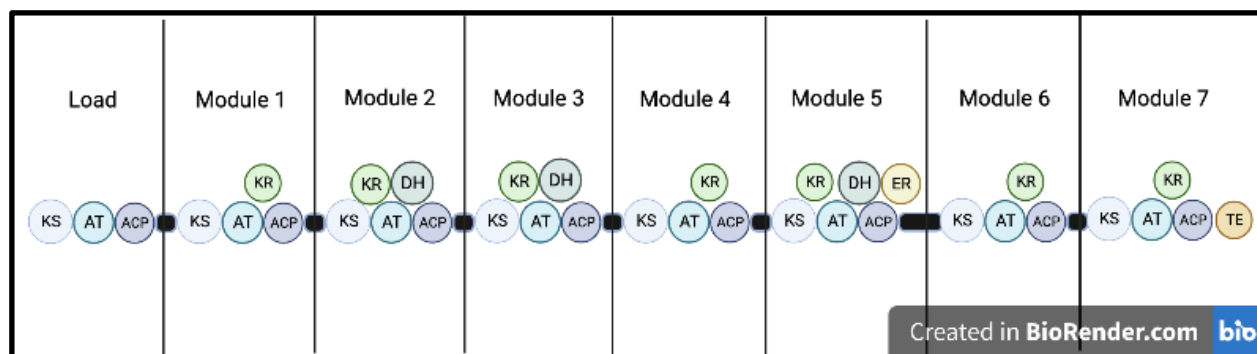 Load Module 1 Module 2 Module 3 Module 4 Module 5 Module 6 Module 7
KR KR DH KR DH KR KR DH ER KR KR
KS AT ACP KS AT ACP KS AT ACP KS AT ACP KS AT ACP KS AT ACP KS AT ACP KS AT ACP TE
Created in BioRender.com bio